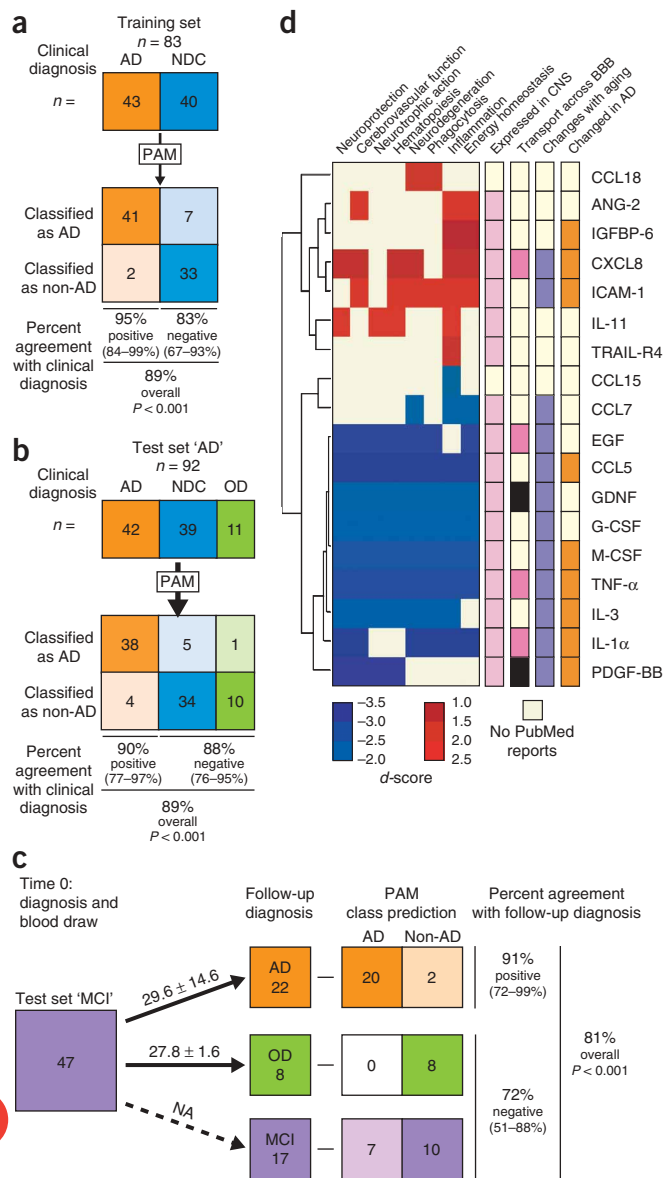 a
Training set
n = 83
Clinical
diagnosis
AD NDC
n =
43 40
PAM
Classified
as AD
41 7
Classified
as non-AD
2 33
Percent
agreement
with clinical
diagnosis
95%
positive
(84–99%)
83%
negative
(67–93%)
89%
overall
P < 0.001
b
Test set ‘AD’
n = 92
Clinical
diagnosis
AD NDC OD
n =
42 39 11
PAM
Classified
as AD
38 5 1
Classified
as non-AD
4 34 10
Percent
agreement
with clinical
diagnosis
90%
positive
(77–97%)
88%
negative
(76–95%)
89%
overall
P < 0.001
d
Neuroprotection
Cerebrovascular function
Neurotrophic action
Hematopoiesis
Neurodegeneration
Phagocytosis
Inflammation
Energy homeostasis
Expressed in CNS
Transport across BBB
Changes with aging
Changed in AD
CCL18
ANG-2
IGFBP-6
CXCL8
ICAM-1
IL-11
TRAIL-R4
CCL15
CCL7
EGF
CCL5
GDNF
G-CSF
M-CSF
TNF-α
IL-3
IL-1α
PDGF-BB
–3.5
–3.0
–2.5
–2.0
1.0
1.5
2.0
2.5
d-score
No PubMed
reports
c
Time 0:
diagnosis and
blood draw
Follow-up
diagnosis
PAM
class prediction
Percent agreement
with follow-up diagnosis
AD Non-AD
Test set ‘MCI’
47
29.6 ± 14.6
AD
22
20 2
91%
positive
(72–99%)
27.8 ± 1.6
OD
8
0 8
NA
MCI
17
7 10
72%
negative
(51–88%)
81%
overall
P < 0.001